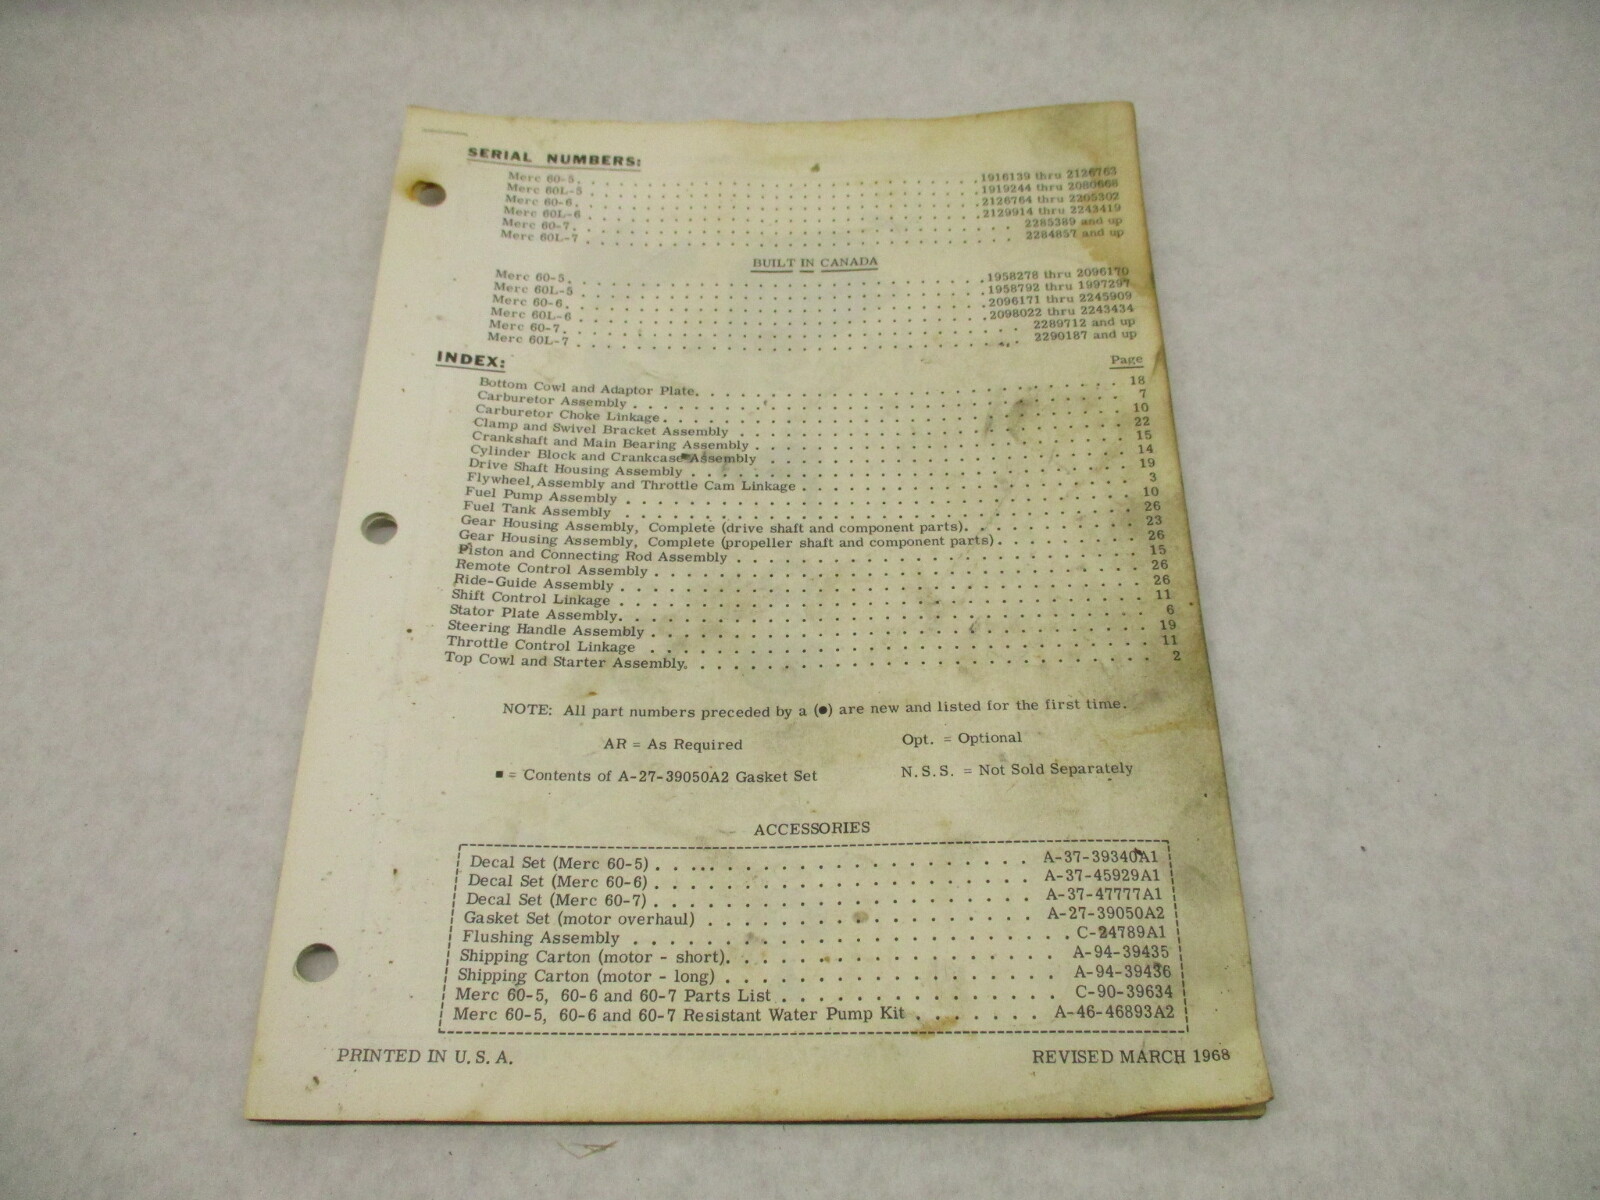 SERIAL NUMBERS:
Merc 60-5. . . . . . . . . . 1916139 thru 2126763
Merc 60L-5 . . . . . . . . . . 1919244 thru 2080668
Merc 60-6. . . . . . . . . . 2126764 thru 2205302
Merc 60L-6 . . . . . . . . . . 2129914 thru 2243419
Merc 60-7. . . . . . . . . . 2285389 and up
Merc 60L-7 . . . . . . . . . . 2284857 and up
BUILT IN CANADA
Merc 60-5. . . . . . . . . . 1958278 thru 2096170
Merc 60L-5 . . . . . . . . . . 1958792 thru 1997297
Merc 60-6. . . . . . . . . . 2096171 thru 2245909
Merc 60L-6 . . . . . . . . . . 2098022 thru 2243434
Merc 60-7. . . . . . . . . . 2289712 and up
Merc 60L-7 . . . . . . . . . . 2290187 and up
INDEX: Page
Bottom Cowl and Adaptor Plate. . . . . . . . . . 18
Carburetor Assembly . . . . . . . . . . 7
Carburetor Choke Linkage. . . . . . . . . . 10
Clamp and Swivel Bracket Assembly . . . . . . . . . . 22
Crankshaft and Main Bearing Assembly . . . . . . . . . . 15
Cylinder Block and Crankcase Assembly . . . . . . . . . . 14
Drive Shaft Housing Assembly . . . . . . . . . . 19
Flywheel Assembly and Throttle Cam Linkage . . . . . . . . . . 3
Fuel Pump Assembly . . . . . . . . . . 10
Fuel Tank Assembly . . . . . . . . . . 26
Gear Housing Assembly, Complete (drive shaft and component parts). . . . . . . . . . 23
Gear Housing Assembly, Complete (propeller shaft and component parts) . . . . . . . . . . 26
Piston and Connecting Rod Assembly . . . . . . . . . . 15
Remote Control Assembly . . . . . . . . . . 26
Ride-Guide Assembly . . . . . . . . . . 26
Shift Control Linkage . . . . . . . . . . 11
Stator Plate Assembly. . . . . . . . . . 6
Steering Handle Assembly . . . . . . . . . . 19
Throttle Control Linkage . . . . . . . . . . 11
Top Cowl and Starter Assembly. . . . . . . . . . 2
NOTE: All part numbers preceded by a (●) are new and listed for the first time.
AR = As Required Opt. = Optional
■ = Contents of A-27-39050A2 Gasket Set N.S.S. = Not Sold Separately
ACCESSORIES
Decal Set (Merc 60-5) . . . . . . . . . . A-37-39340A1
Decal Set (Merc 60-6) . . . . . . . . . . A-37-45929A1
Decal Set (Merc 60-7) . . . . . . . . . . A-37-47777A1
Gasket Set (motor overhaul) . . . . . . . . . . A-27-39050A2
Flushing Assembly . . . . . . . . . . C-24789A1
Shipping Carton (motor - short). . . . . . . . . . A-94-39435
Shipping Carton (motor - long) . . . . . . . . . . A-94-39436
Merc 60-5, 60-6 and 60-7 Parts List . . . . . . . . . . C-90-39634
Merc 60-5, 60-6 and 60-7 Resistant Water Pump Kit . . . . . . . A-46-46893A2
PRINTED IN U.S.A. REVISED MARCH 1968